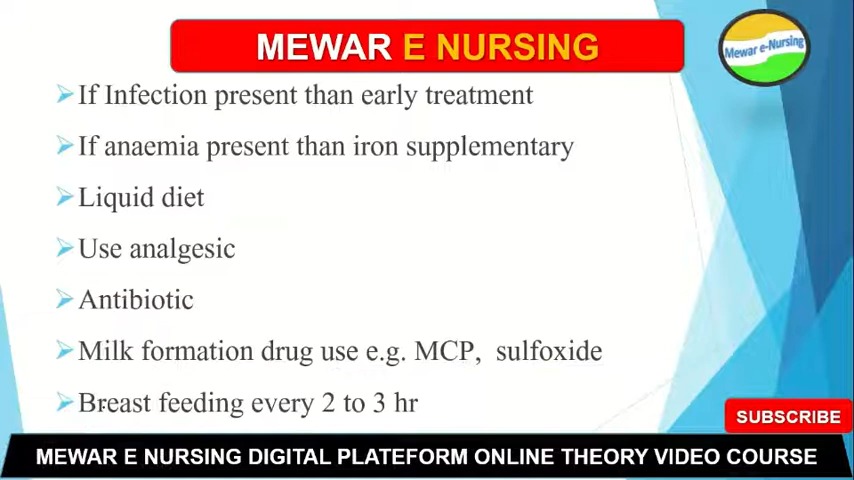 MEWAR E NURSING
Mewar e-Nursing
If Infection present than early treatment
If anaemia present than iron supplementary
Liquid diet
Use analgesic
Antibiotic
Milk formation drug use e.g. MCP, sulfoxide
Breast feeding every 2 to 3 hr
SUBSCRIBE
MEWAR E NURSING DIGITAL PLATEFORM ONLINE THEORY VIDEO COURSE